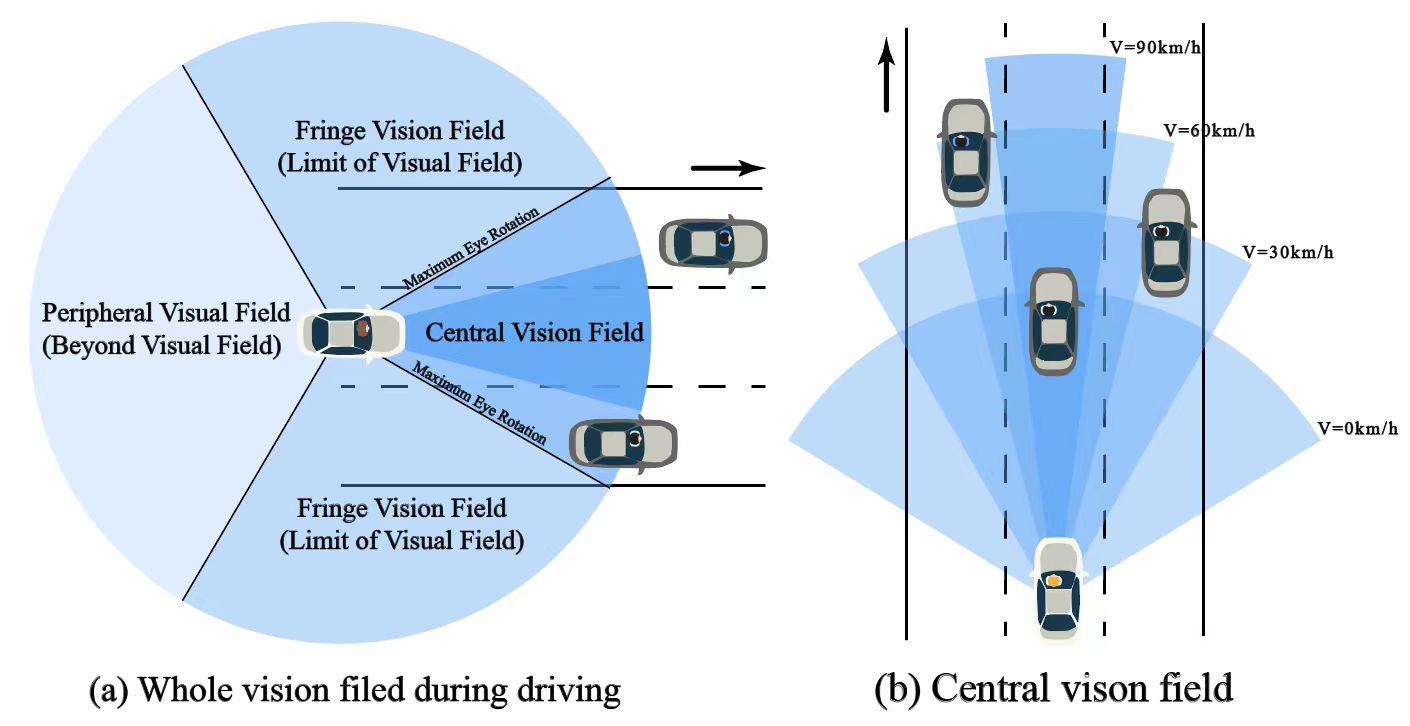 Fringe Vision Field
(Limit of Visual Field)
Maximum Eye Rotation
Peripheral Visual Field
(Beyond Visual Field)
Central Vision Field
Maximum Eye Rotation
Fringe Vision Field
(Limit of Visual Field)
(a) Whole vision filed during driving
V=90km/h
V=60km/h
V=30km/h
V=0km/h
(b) Central vison field